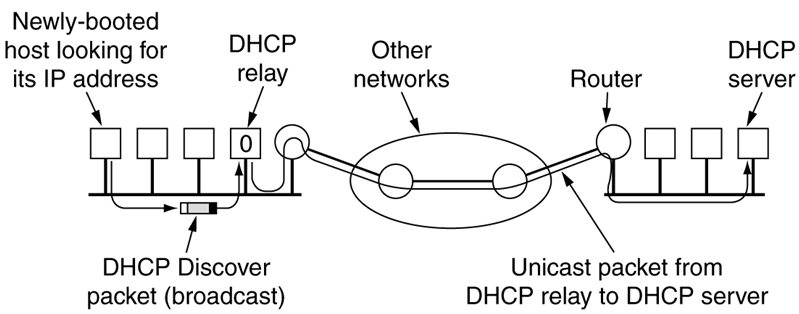 Newly-booted
host looking for
its IP address
DHCP
relay
Other
networks
Router
DHCP
server
0
DHCP Discover
packet (broadcast)
Unicast packet from
DHCP relay to DHCP server